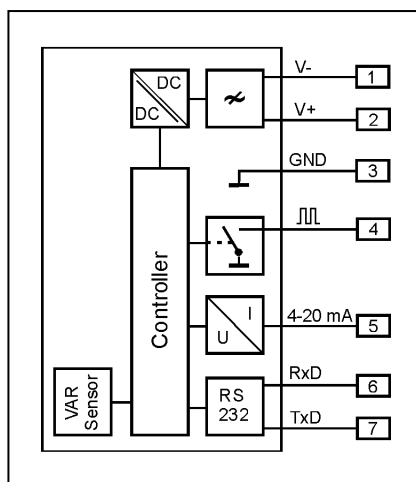 DC
DC
V-
1
V+
2
GND
3
4
4-20 mA
5
I
U
Controller
RxD
6
RS
232
TxD
7
VAR
Sensor